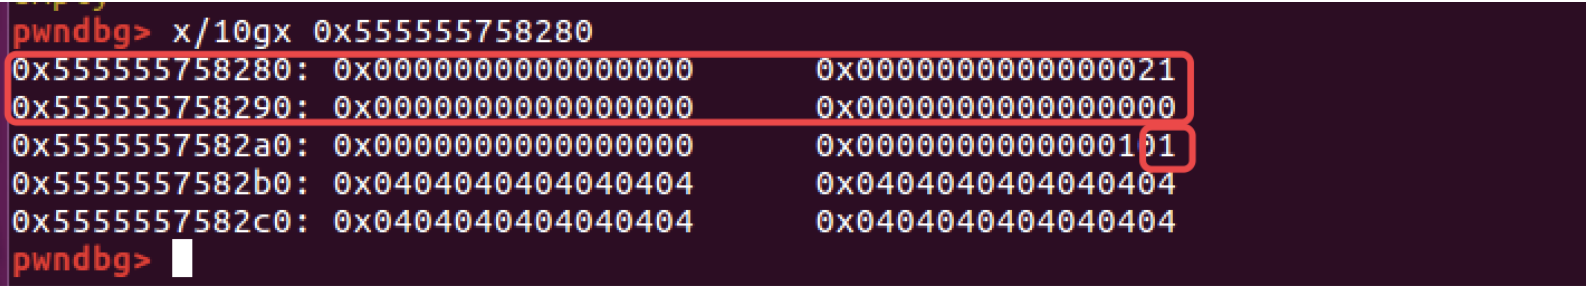 empty
pwndbg> x/10gx 0x555555758280
0x555555758280: 0x0000000000000000 0x0000000000000021
0x555555758290: 0x0000000000000000 0x0000000000000000
0x5555557582a0: 0x0000000000000000 0x0000000000000101
0x5555557582b0: 0x0404040404040404 0x0404040404040404
0x5555557582c0: 0x0404040404040404 0x0404040404040404
pwndbg>